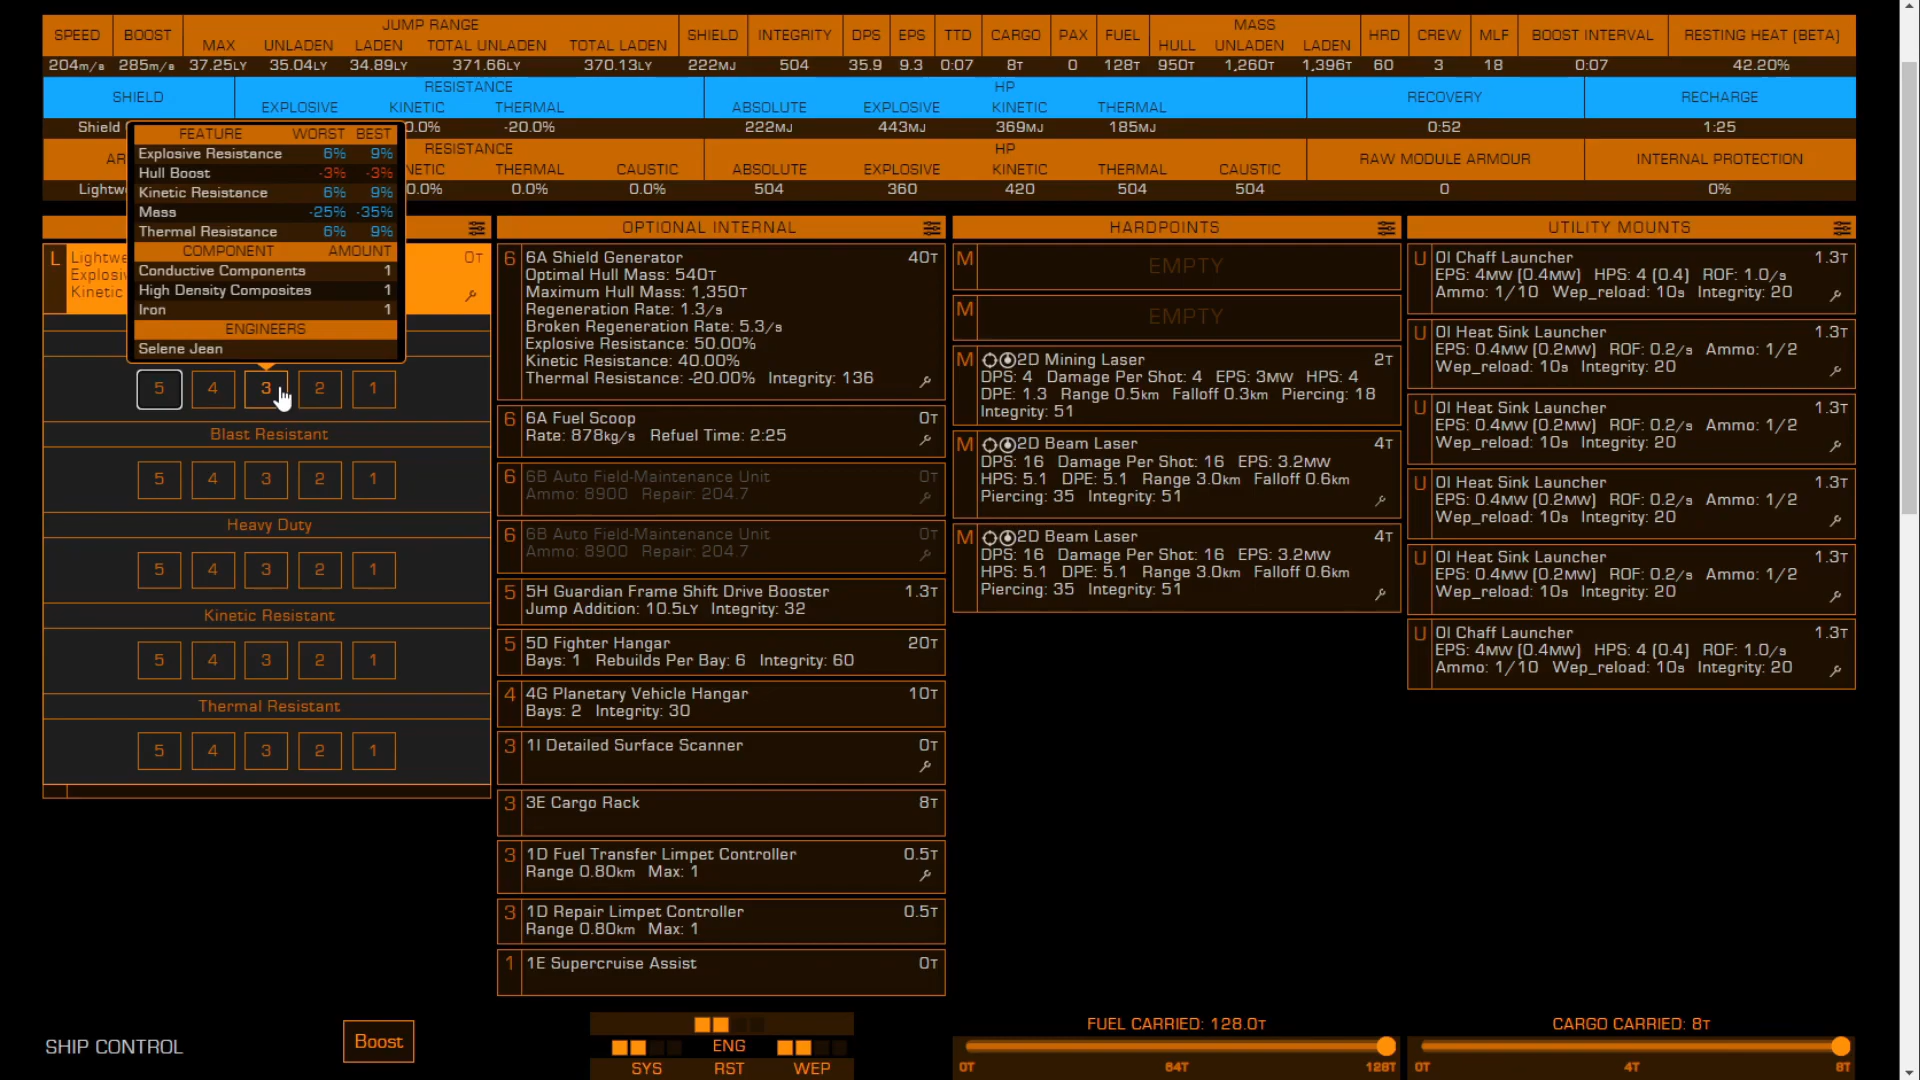 SPEED BOOST JUMP RANGE SHIELD INTEGRITY DPS EPS TTD CARGO PAX FUEL MASS HRD CREW MLF BOOST INTERVAL RESTING HEAT (BETA)
MAX UNLADEN LADEN TOTAL UNLADEN TOTAL LADEN HULL UNLADEN LADEN
204m/s 285m/s 37.25LY 35.04LY 34.89LY 371.66LY 370.13LY 222MJ 504 35.9 9.3 0:07 8T 0 128T 950T 1,260T 1,396T 60 3 18 0:07 42.20%
SHIELD RESISTANCE HP RECOVERY RECHARGE
EXPLOSIVE KINETIC THERMAL ABSOLUTE EXPLOSIVE KINETIC THERMAL
Shield 0.0% -20.0% 222MJ 443MJ 369MJ 185MJ 0:52 1:25
AR RESISTANCE HP RAW MODULE ARMOUR INTERNAL PROTECTION
NETIC THERMAL CAUSTIC ABSOLUTE EXPLOSIVE KINETIC THERMAL CAUSTIC
Lightwe 0.0% 0.0% 0.0% 504 360 420 504 504 0 0%
FEATURE WORST BEST
Explosive Resistance 6% 9%
Hull Boost -3% -3%
Kinetic Resistance 6% 9%
Mass -25% -35%
Thermal Resistance 6% 9%
COMPONENT AMOUNT
Conductive Components 1
High Density Composites 1
Iron 1
ENGINEERS
Selene Jean
L Lightwe 0T
Explosiv
Kinetic
5 4 3 2 1
Blast Resistant
5 4 3 2 1
Heavy Duty
5 4 3 2 1
Kinetic Resistant
5 4 3 2 1
Thermal Resistant
5 4 3 2 1
OPTIONAL INTERNAL
6 6A Shield Generator 40T
Optimal Hull Mass: 540T
Maximum Hull Mass: 1,350T
Regeneration Rate: 1.3/s
Broken Regeneration Rate: 5.3/s
Explosive Resistance: 50.00%
Kinetic Resistance: 40.00%
Thermal Resistance: -20.00% Integrity: 136
6 6A Fuel Scoop 0T
Rate: 878kg/s Refuel Time: 2:25
6 6B Auto Field-Maintenance Unit 0T
Ammo: 8900 Repair: 204.7
6 6B Auto Field-Maintenance Unit 0T
Ammo: 8900 Repair: 204.7
5 5H Guardian Frame Shift Drive Booster 1.3T
Jump Addition: 10.5LY Integrity: 32
5 5D Fighter Hangar 20T
Bays: 1 Rebuilds Per Bay: 6 Integrity: 60
4 4G Planetary Vehicle Hangar 10T
Bays: 2 Integrity: 30
3 1I Detailed Surface Scanner 0T
3 3E Cargo Rack 8T
3 1D Fuel Transfer Limpet Controller 0.5T
Range 0.80km Max: 1
3 1D Repair Limpet Controller 0.5T
Range 0.80km Max: 1
1 1E Supercruise Assist 0T
HARDPOINTS
M EMPTY
M EMPTY
M 2D Mining Laser 2T
DPS: 4 Damage Per Shot: 4 EPS: 3MW HPS: 4
DPE: 1.3 Range 0.5km Falloff 0.3km Piercing: 18
Integrity: 51
M 2D Beam Laser 4T
DPS: 16 Damage Per Shot: 16 EPS: 3.2MW
HPS: 5.1 DPE: 5.1 Range 3.0km Falloff 0.6km
Piercing: 35 Integrity: 51
M 2D Beam Laser 4T
DPS: 16 Damage Per Shot: 16 EPS: 3.2MW
HPS: 5.1 DPE: 5.1 Range 3.0km Falloff 0.6km
Piercing: 35 Integrity: 51
UTILITY MOUNTS
U 0I Chaff Launcher 1.3T
EPS: 4MW [0.4MW] HPS: 4 [0.4] ROF: 1.0/s
Ammo: 1/10 Wep_reload: 10s Integrity: 20
U 0I Heat Sink Launcher 1.3T
EPS: 0.4MW [0.2MW] ROF: 0.2/s Ammo: 1/2
Wep_reload: 10s Integrity: 20
U 0I Heat Sink Launcher 1.3T
EPS: 0.4MW [0.2MW] ROF: 0.2/s Ammo: 1/2
Wep_reload: 10s Integrity: 20
U 0I Heat Sink Launcher 1.3T
EPS: 0.4MW [0.2MW] ROF: 0.2/s Ammo: 1/2
Wep_reload: 10s Integrity: 20
U 0I Heat Sink Launcher 1.3T
EPS: 0.4MW [0.2MW] ROF: 0.2/s Ammo: 1/2
Wep_reload: 10s Integrity: 20
U 0I Chaff Launcher 1.3T
EPS: 4MW [0.4MW] HPS: 4 [0.4] ROF: 1.0/s
Ammo: 1/10 Wep_reload: 10s Integrity: 20
SHIP CONTROL
Boost
ENG
SYS RST WEP
FUEL CARRIED: 128.0T
0T 64T 128T
CARGO CARRIED: 8T
0T 4T 8T